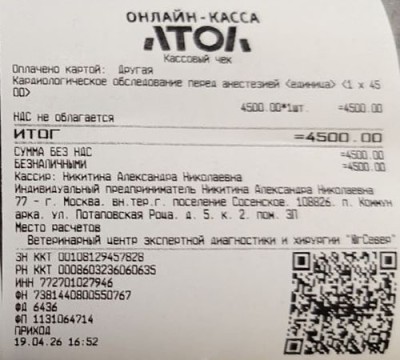 ОНЛАЙН-КАССА
АТОЛ
Кассовый чек
Оплачено картой: Другая
Кардиологическое обследование перед анестезией <единица> <1 x 45
00>
4500.00*1шт. =4500.00
НДС не облагается
ИТОГ =4500.00
СУММА БЕЗ НДС =4500.00
БЕЗНАЛИЧНЫМИ =4500.00
Кассир: Никитина Александра Николаевна
Индивидуальный предприниматель Никитина Александра Николаевна
77 - г. Москва. вн.тер.г. поселение Сосенское. 108826. п. Коммун
арка. ул. Потаповская Роща. д. 5. к. 2. пом. 3П
Место расчетов
Ветеринарный центр экспертной диагностики и хирургии "ЮгСевер"
ЗН ККТ 00108129457828
РН ККТ 0008603236060635
ИНН 772701027946
ФН 7381440800550767
ФД 6436
ФП 1131064714
ПРИХОД
19.04.26 16:52